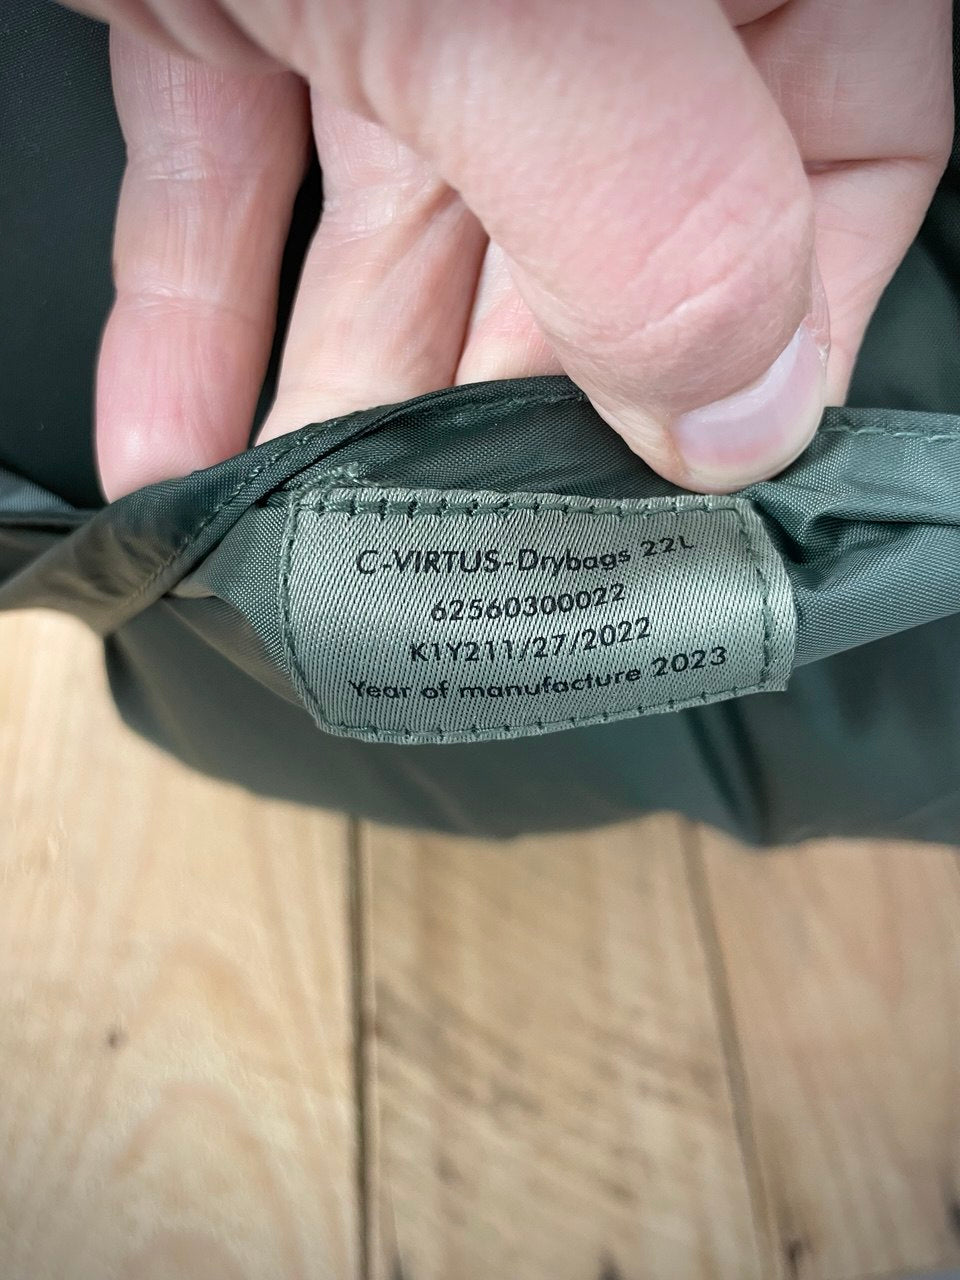 C-VIRTUS-Drybags 22L
62560300022
K1Y211/27/2022
Year of manufacture 2023